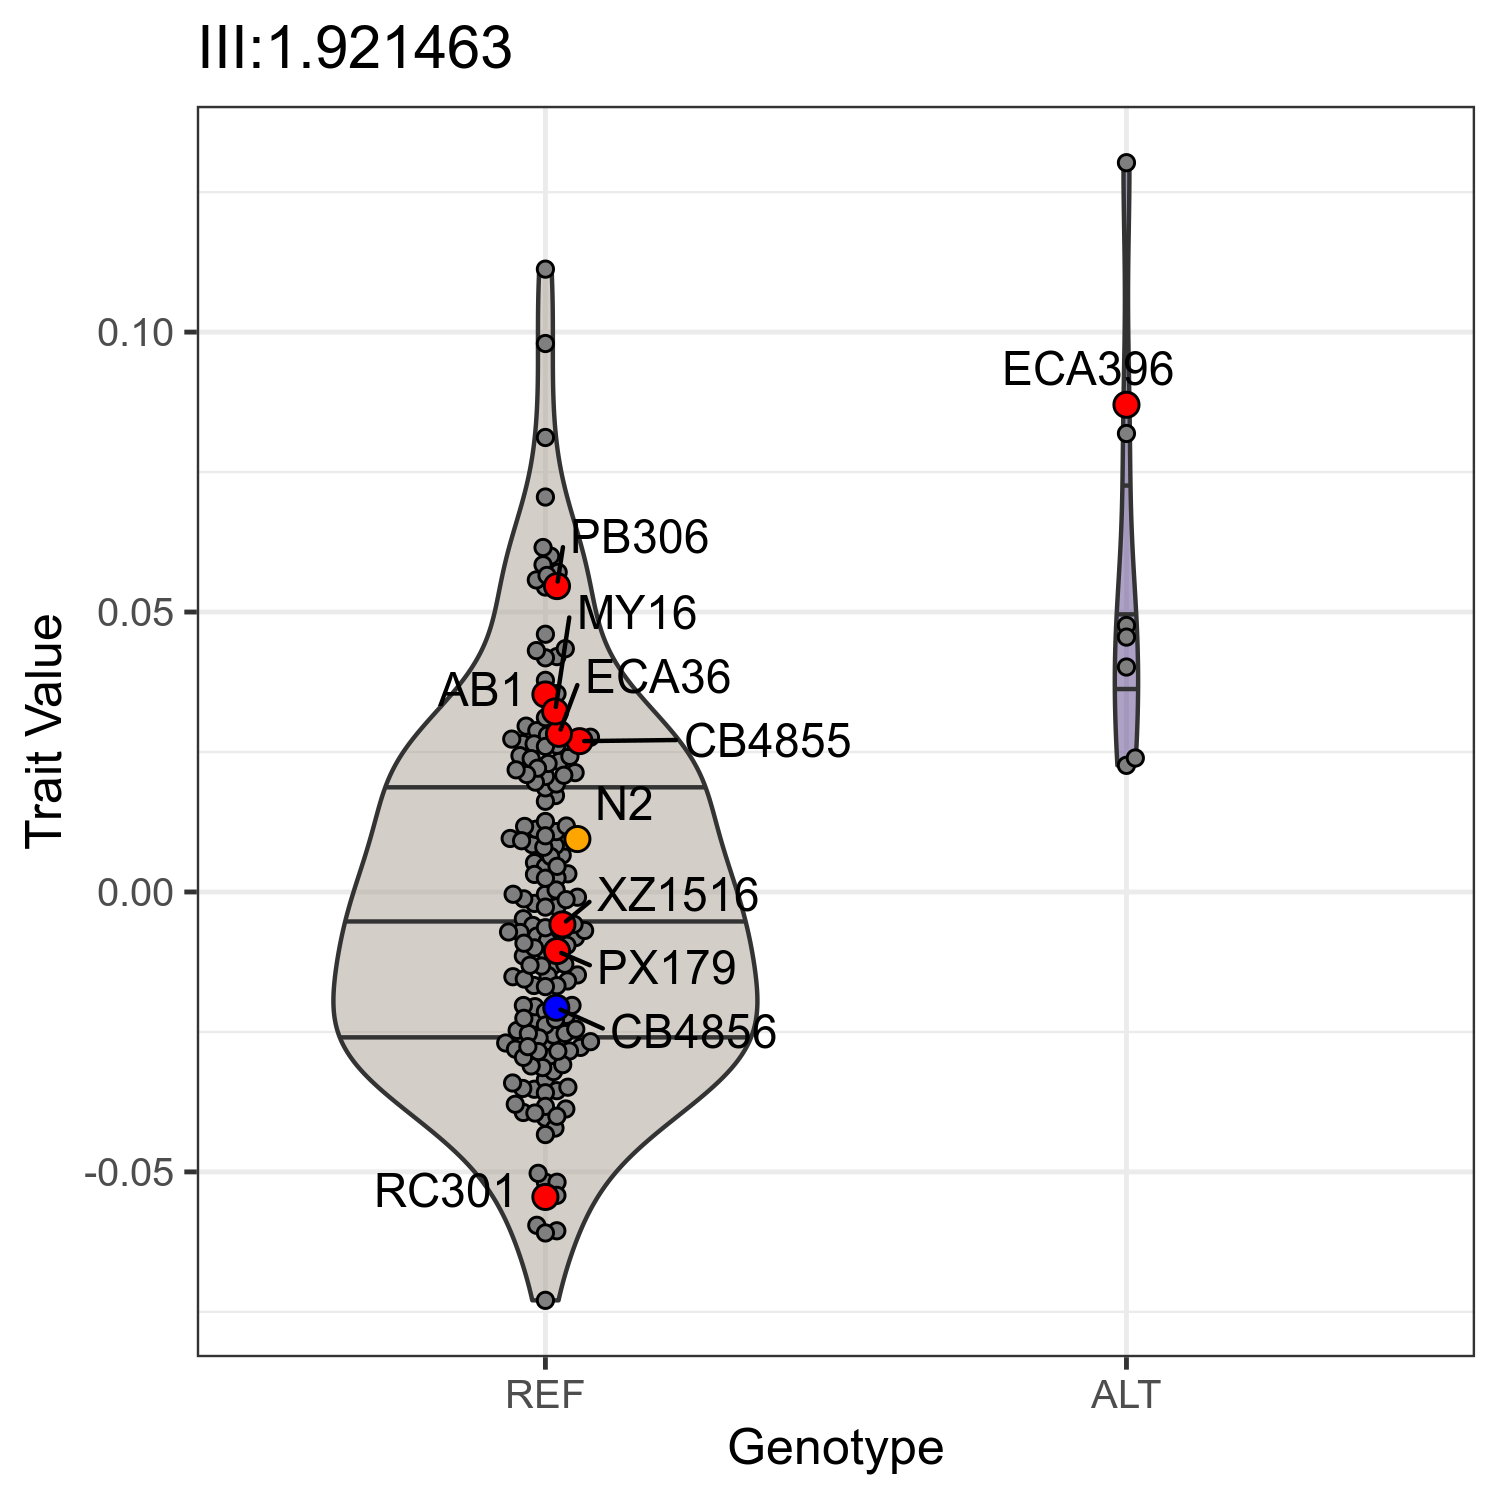 III:1.921463
0.10
0.05
0.00
-0.05
Trait Value
ECA396
PB306
MY16
ECA36
AB1
CB4855
N2
XZ1516
PX179
CB4856
RC301
REF
ALT
Genotype